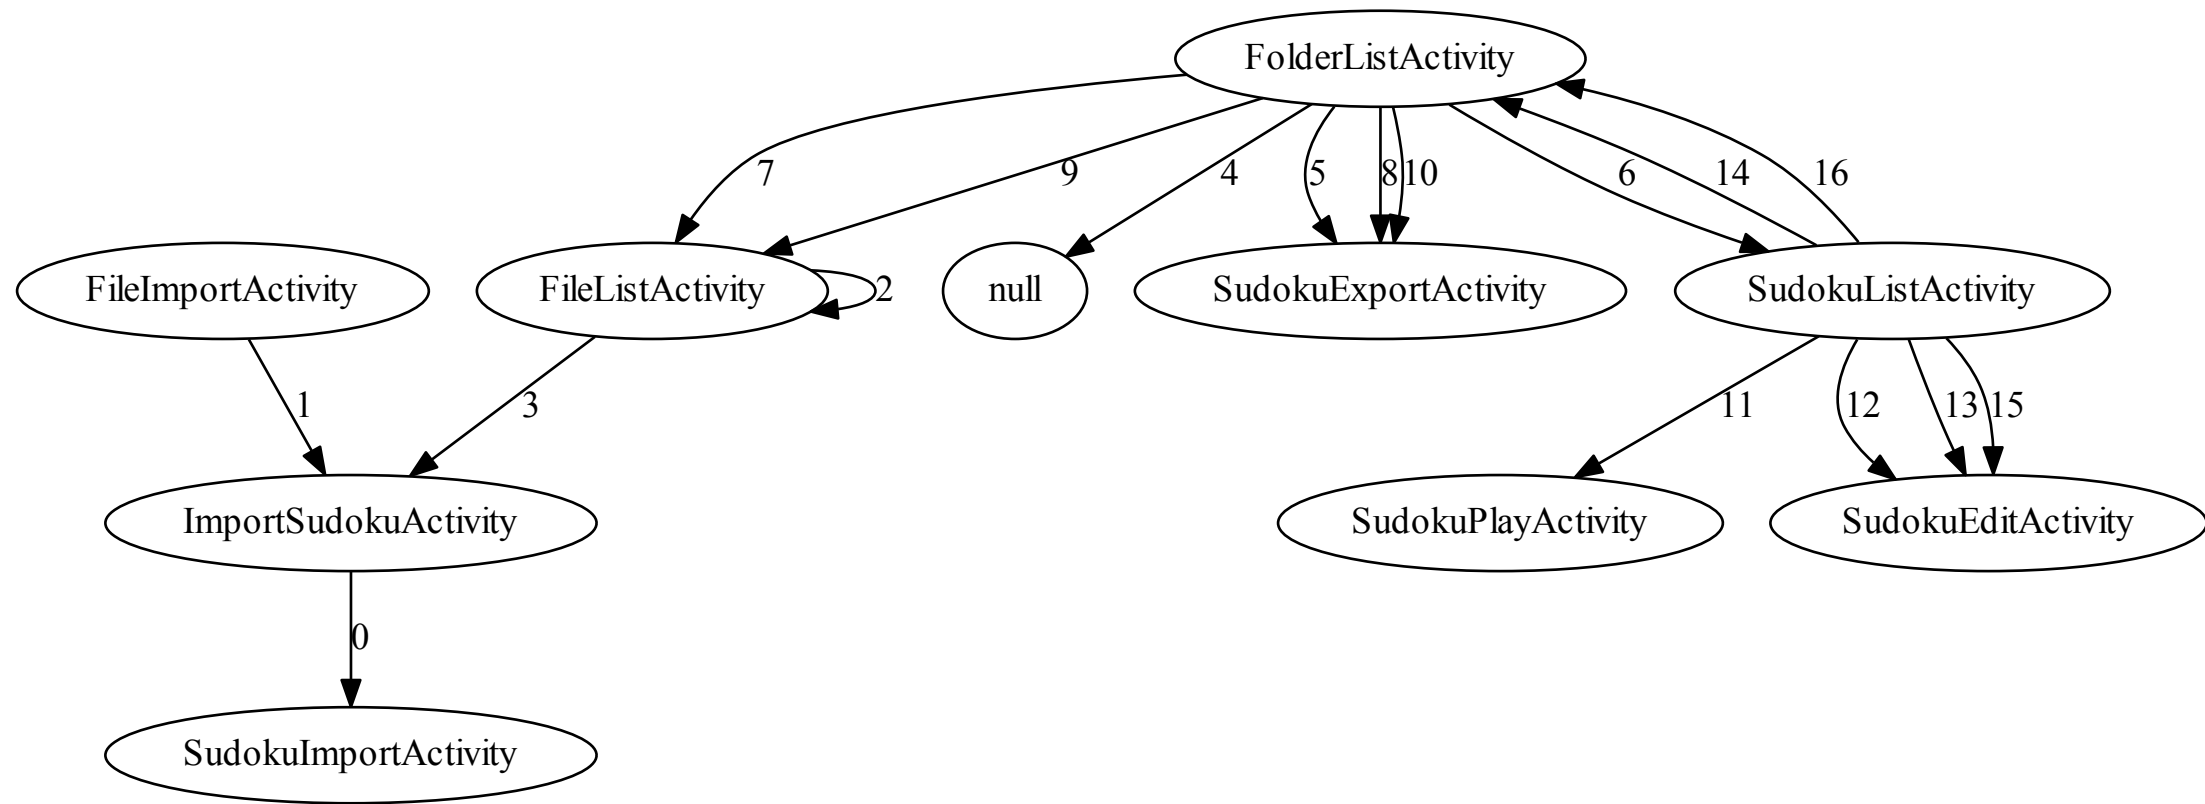 FolderListActivity
7
9
4
5
8
10
6
14
16
FileImportActivity
FileListActivity
2
null
SudokuExportActivity
SudokuListActivity
1
3
11
12
13
15
ImportSudokuActivity
SudokuPlayActivity
SudokuEditActivity
0
SudokuImportActivity